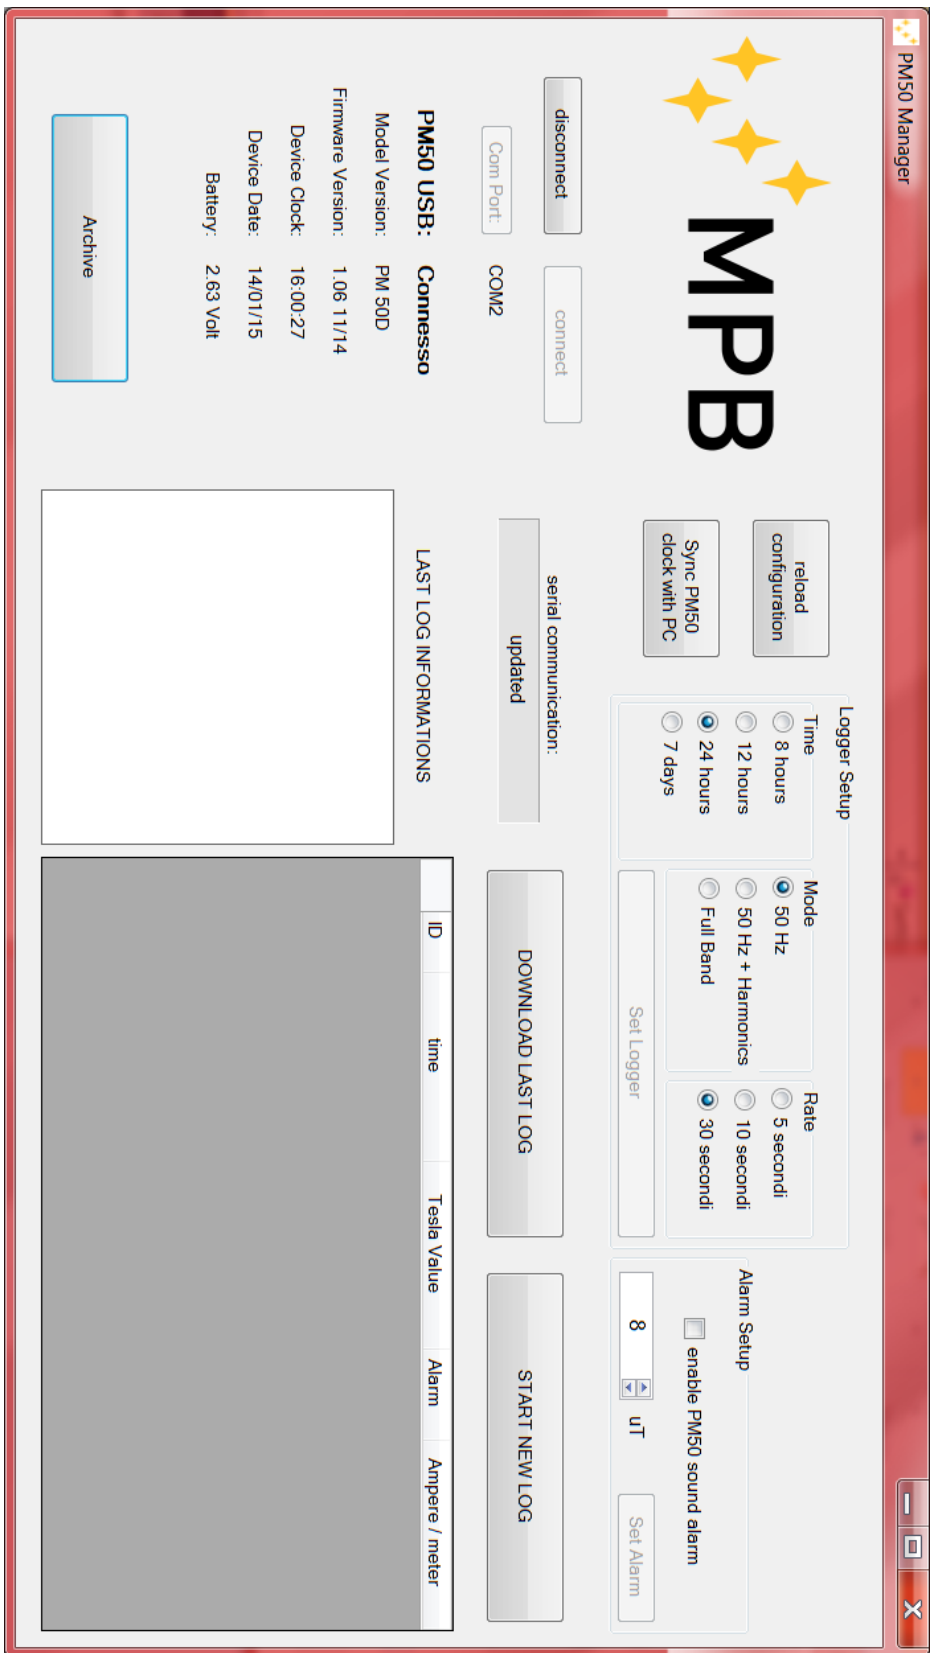 PM50 Manager
MPB
disconnect
connect
Com Port:
COM2
PM50 USB: Connesso
Model Version: PM 50D
Firmware Version: 1.06 11/14
Device Clock: 16:00:27
Device Date: 14/01/15
Battery: 2.63 Volt
Archive
reload
configuration
Sync PM50
clock with PC
serial communication:
updated
LAST LOG INFORMATIONS
Logger Setup
Time
8 hours
12 hours
24 hours
7 days
Mode
50 Hz
50 Hz + Harmonics
Full Band
Rate
5 secondi
10 secondi
30 secondi
Set Logger
Alarm Setup
enable PM50 sound alarm
8 uT
Set Alarm
DOWNLOAD LAST LOG
START NEW LOG
ID time Tesla Value Alarm Ampere / meter